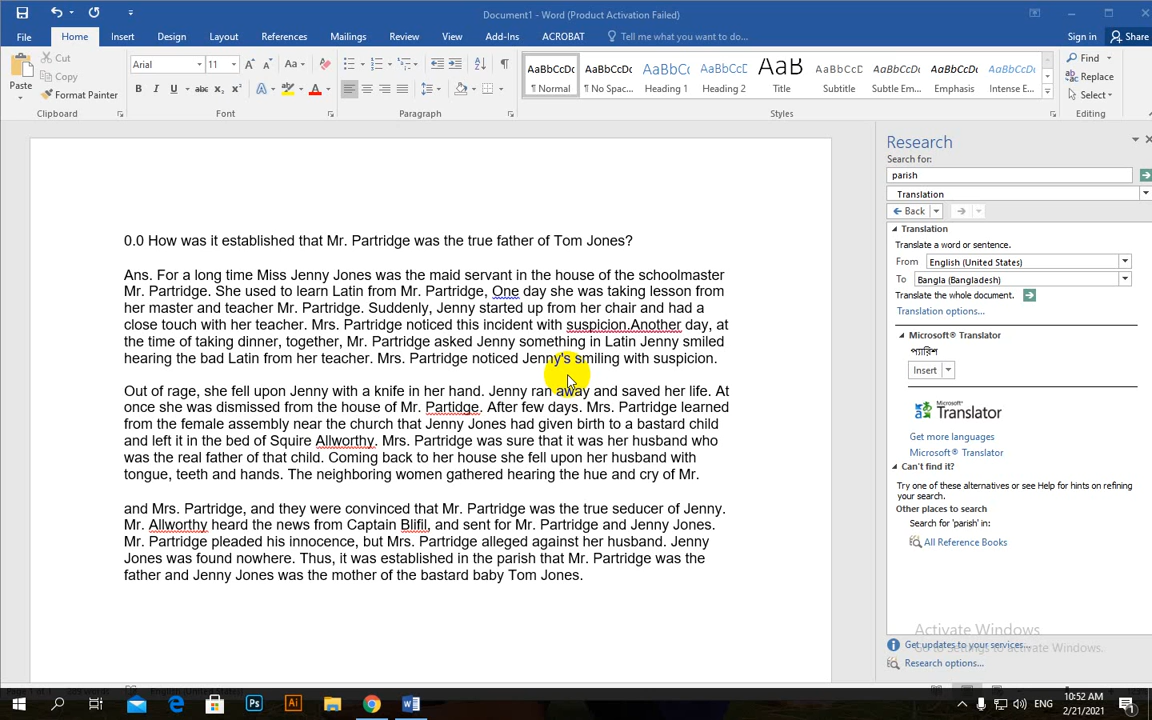 Document1 - Word (Product Activation Failed)
File Home Insert Design Layout References Mailings Review View Add-Ins ACROBAT Tell me what you want to do... Sign in Share
Cut
Copy
Format Painter
Paste
Clipboard
Arial 11 Aa
B I U abc X2 X2 A A
Font
Paragraph
AaBbCcDc AaBbCcDc AaBbCc AaBbCcD AaB AaBbCcD AaBbCcDc AaBbCcDc AaBbCcDc
¶ Normal ¶ No Spac... Heading 1 Heading 2 Title Subtitle Subtle Em... Emphasis Intense E...
Styles
Find
Replace
Select
Editing
0.0 How was it established that Mr. Partridge was the true father of Tom Jones?
Ans. For a long time Miss Jenny Jones was the maid servant in the house of the schoolmaster
Mr. Partridge. She used to learn Latin from Mr. Partridge, One day she was taking lesson from
her master and teacher Mr. Partridge. Suddenly, Jenny started up from her chair and had a
close touch with her teacher. Mrs. Partridge noticed this incident with suspicion.Another day, at
the time of taking dinner, together, Mr. Partridge asked Jenny something in Latin Jenny smiled
hearing the bad Latin from her teacher. Mrs. Partridge noticed Jenny's smiling with suspicion.
Out of rage, she fell upon Jenny with a knife in her hand. Jenny ran away and saved her life. At
once she was dismissed from the house of Mr. Partidge. After few days. Mrs. Partridge learned
from the female assembly near the church that Jenny Jones had given birth to a bastard child
and left it in the bed of Squire Allworthy. Mrs. Partridge was sure that it was her husband who
was the real father of that child. Coming back to her house she fell upon her husband with
tongue, teeth and hands. The neighboring women gathered hearing the hue and cry of Mr.
and Mrs. Partridge, and they were convinced that Mr. Partridge was the true seducer of Jenny.
Mr. Allworthy heard the news from Captain Blifil, and sent for Mr. Partridge and Jenny Jones.
Mr. Partridge pleaded his innocence, but Mrs. Partridge alleged against her husband. Jenny
Jones was found nowhere. Thus, it was established in the parish that Mr. Partridge was the
father and Jenny Jones was the mother of the bastard baby Tom Jones.
Research
Search for:
parish
Translation
Back
Translation
Translate a word or sentence.
From English (United States)
To Bangla (Bangladesh)
Translate the whole document.
Translation options...
Microsoft® Translator
প্যারিশ
Insert
Microsoft®
Translator
Get more languages
Microsoft® Translator
Can't find it?
Try one of these alternatives or see Help for hints on refining
your search.
Other places to search
Search for 'parish' in:
All Reference Books
Activate Windows
Go to Settings to activate Windows.
Get updates to your services...
Research options...
ENG
10:52 AM
2/21/2021